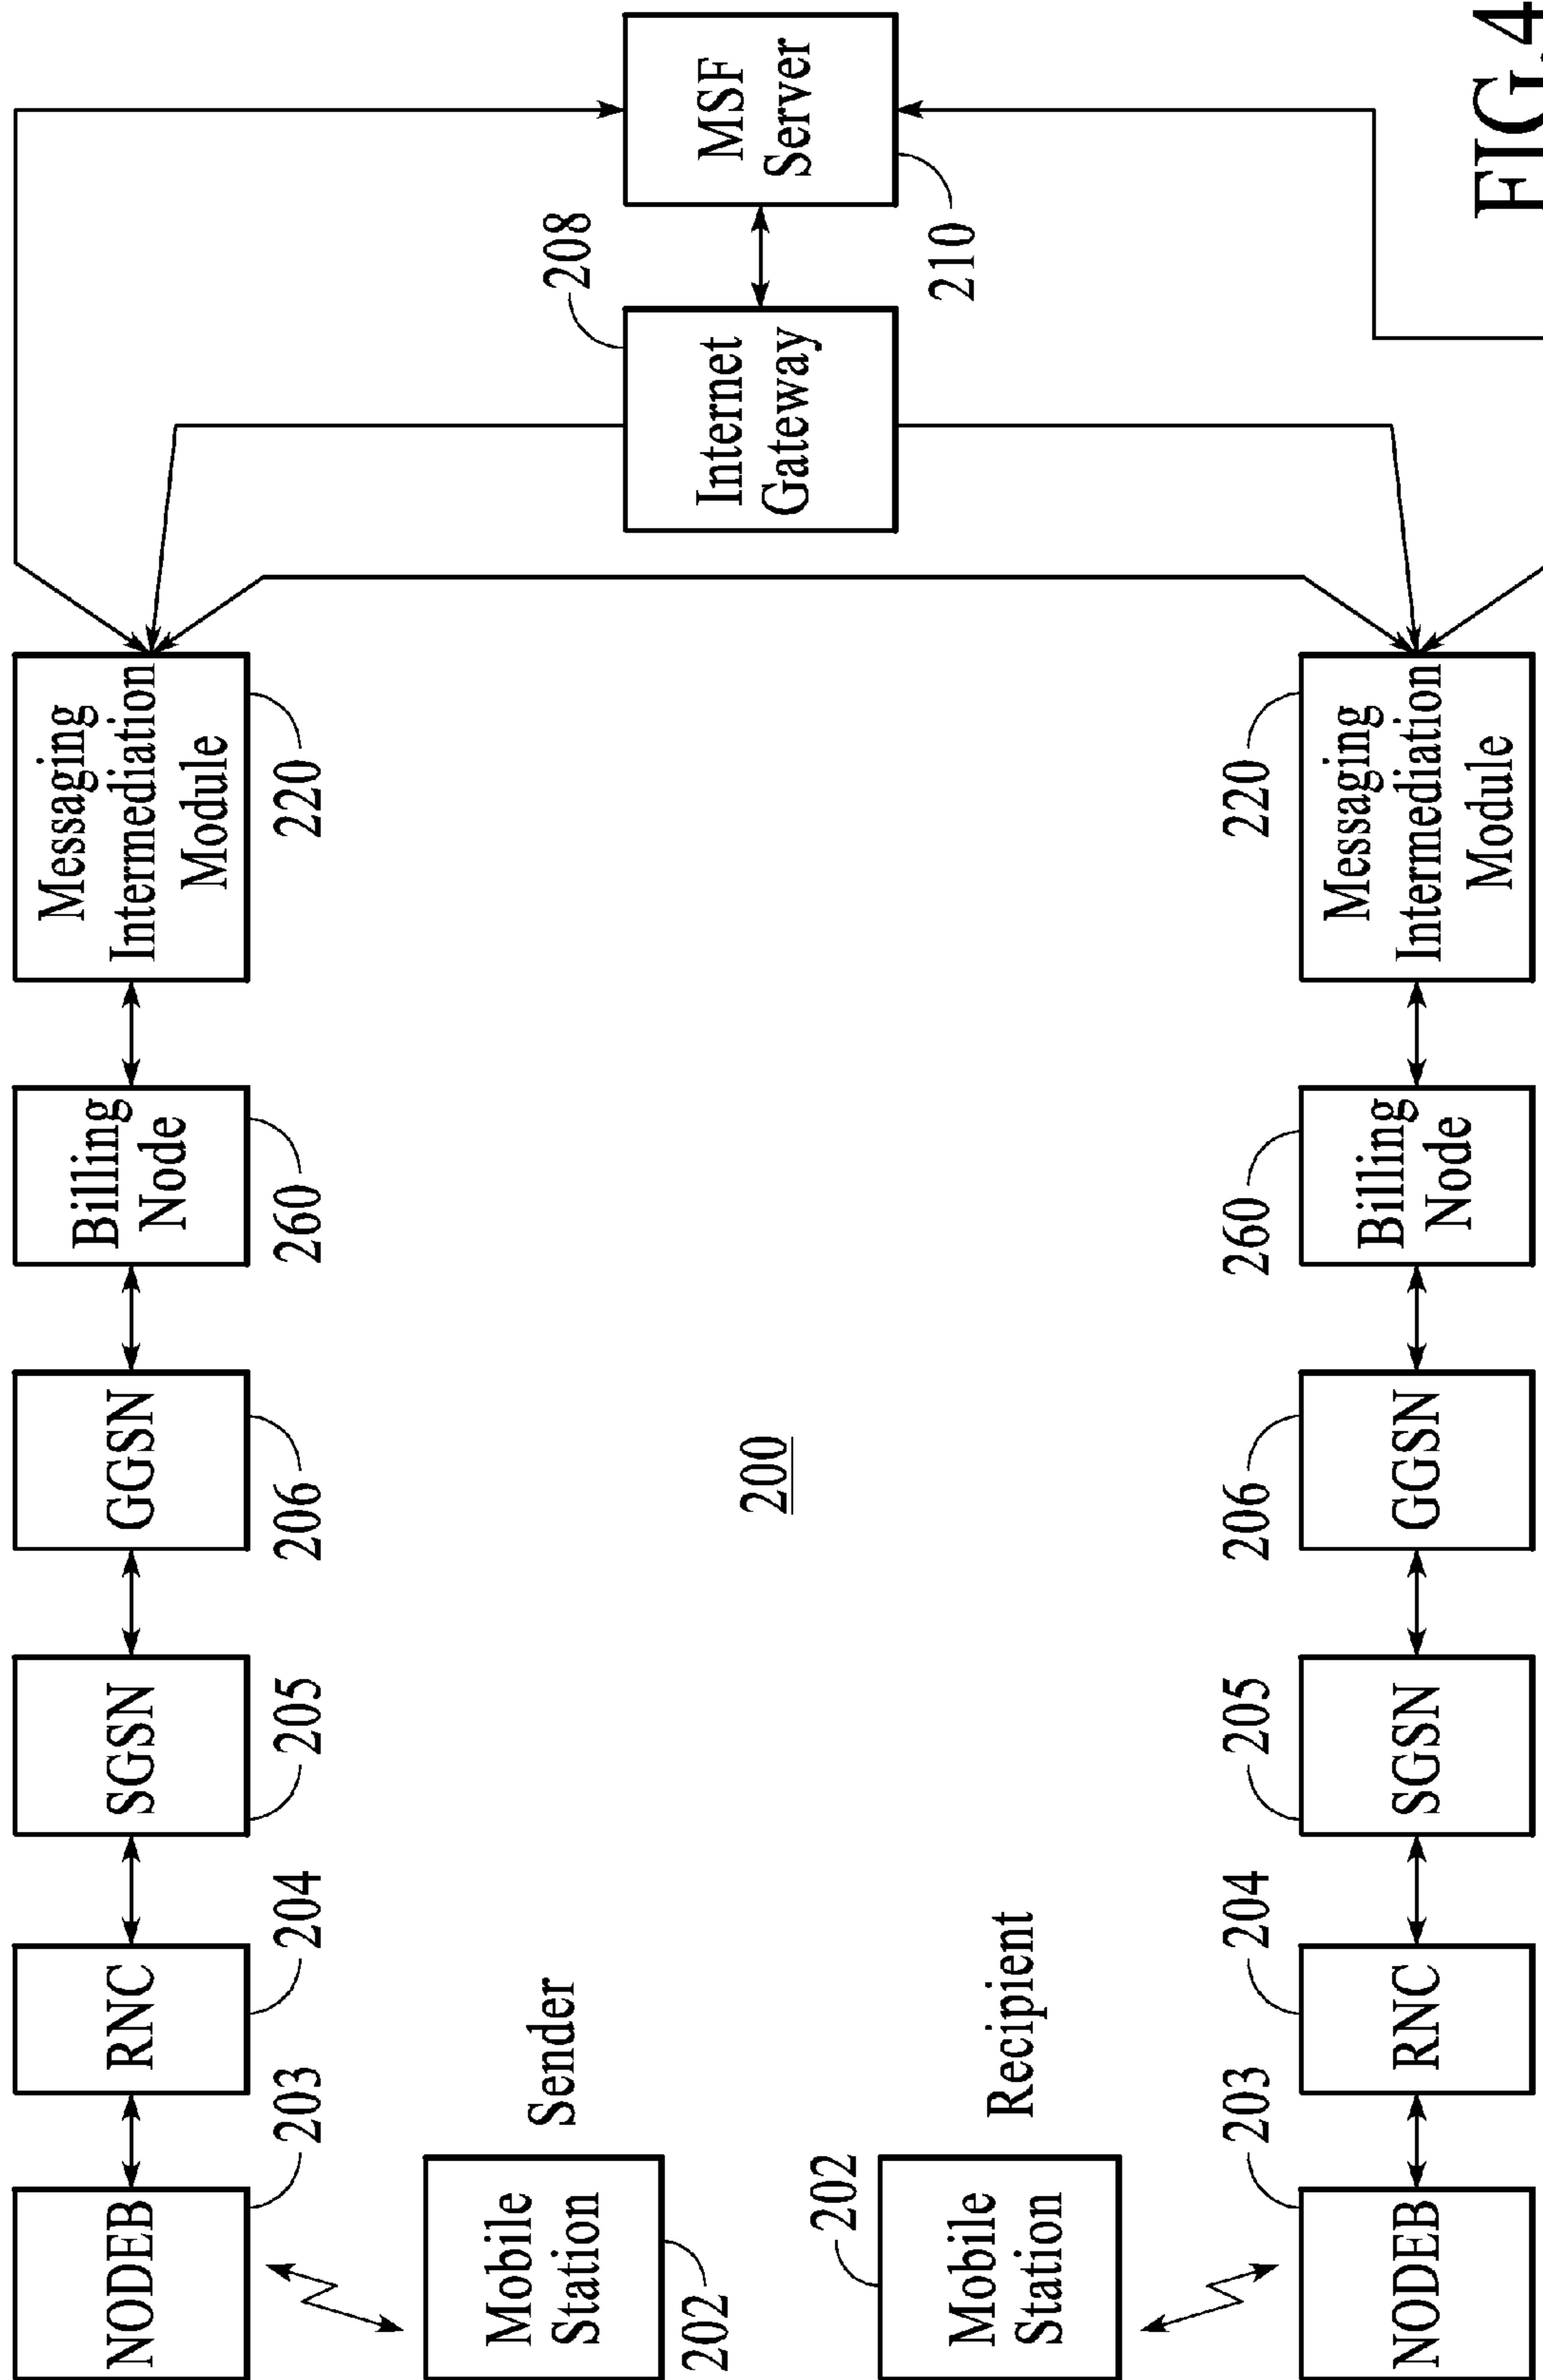 NODEB
203
Mobile
Station
202
Recipient
Mobile
Station
202
Sender
NODEB
203
RNC
204
RNC
204
SGSN
205
SGSN
205
GGSN
206
200
GGSN
206
Billing
Node
260
Billing
Node
260
Messaging
Intermediation
Module
220
Messaging
Intermediation
Module
220
Internet
Gateway
208
MSF
Server
210
FIG.4